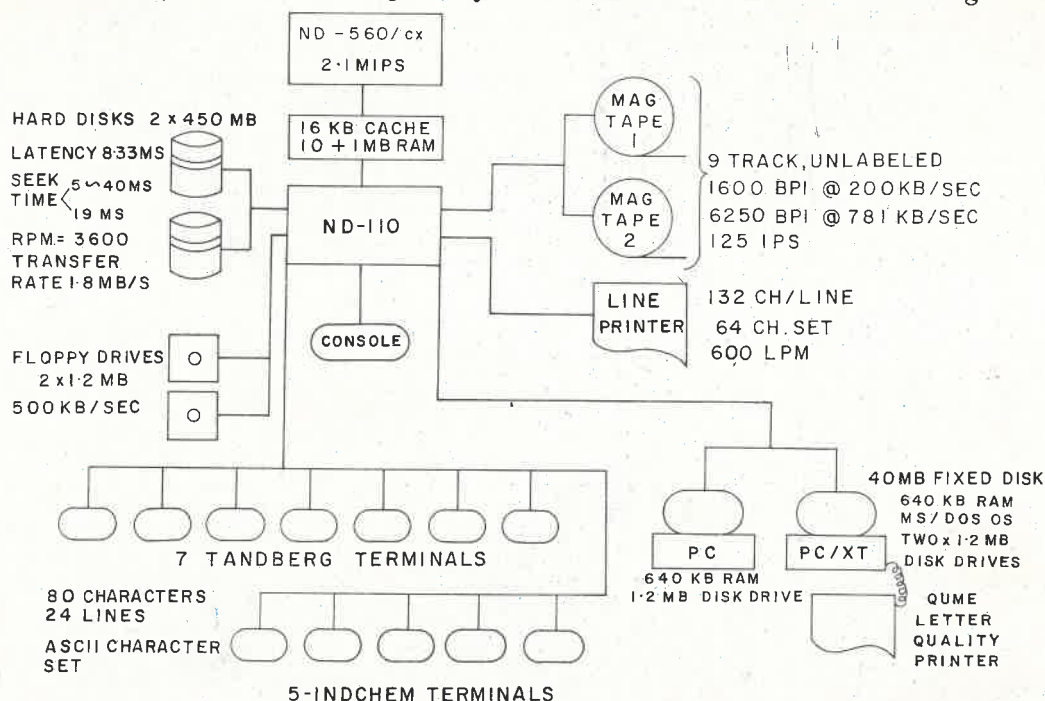 ND-560/cx
2·1 MIPS
16 KB CACHE
10 + 1MB RAM
ND-110
CONSOLE
HARD DISKS 2 x 450 MB
LATENCY 8·33MS
SEEK TIME < 5~40MS
19 MS
RPM = 3600
TRANSFER
RATE 1·8 MB/S
FLOPPY DRIVES
2 x 1·2 MB
500 KB/SEC
MAG
TAPE
1
MAG
TAPE
2
9 TRACK, UNLABELED
1600 BPI @ 200KB/SEC
6250 BPI @ 781 KB/SEC
125 IPS
LINE
PRINTER
132 CH/LINE
64 CH. SET
600 LPM
7 TANDBERG TERMINALS
80 CHARACTERS
24 LINES
ASCII CHARACTER
SET
5-INDCHEM TERMINALS
PC
640 KB RAM
1·2 MB DISK DRIVE
PC/XT
40MB FIXED DISK
640 KB RAM
MS/DOS OS
TWO x 1·2 MB
DISK DRIVES
QUME
LETTER
QUALITY
PRINTER